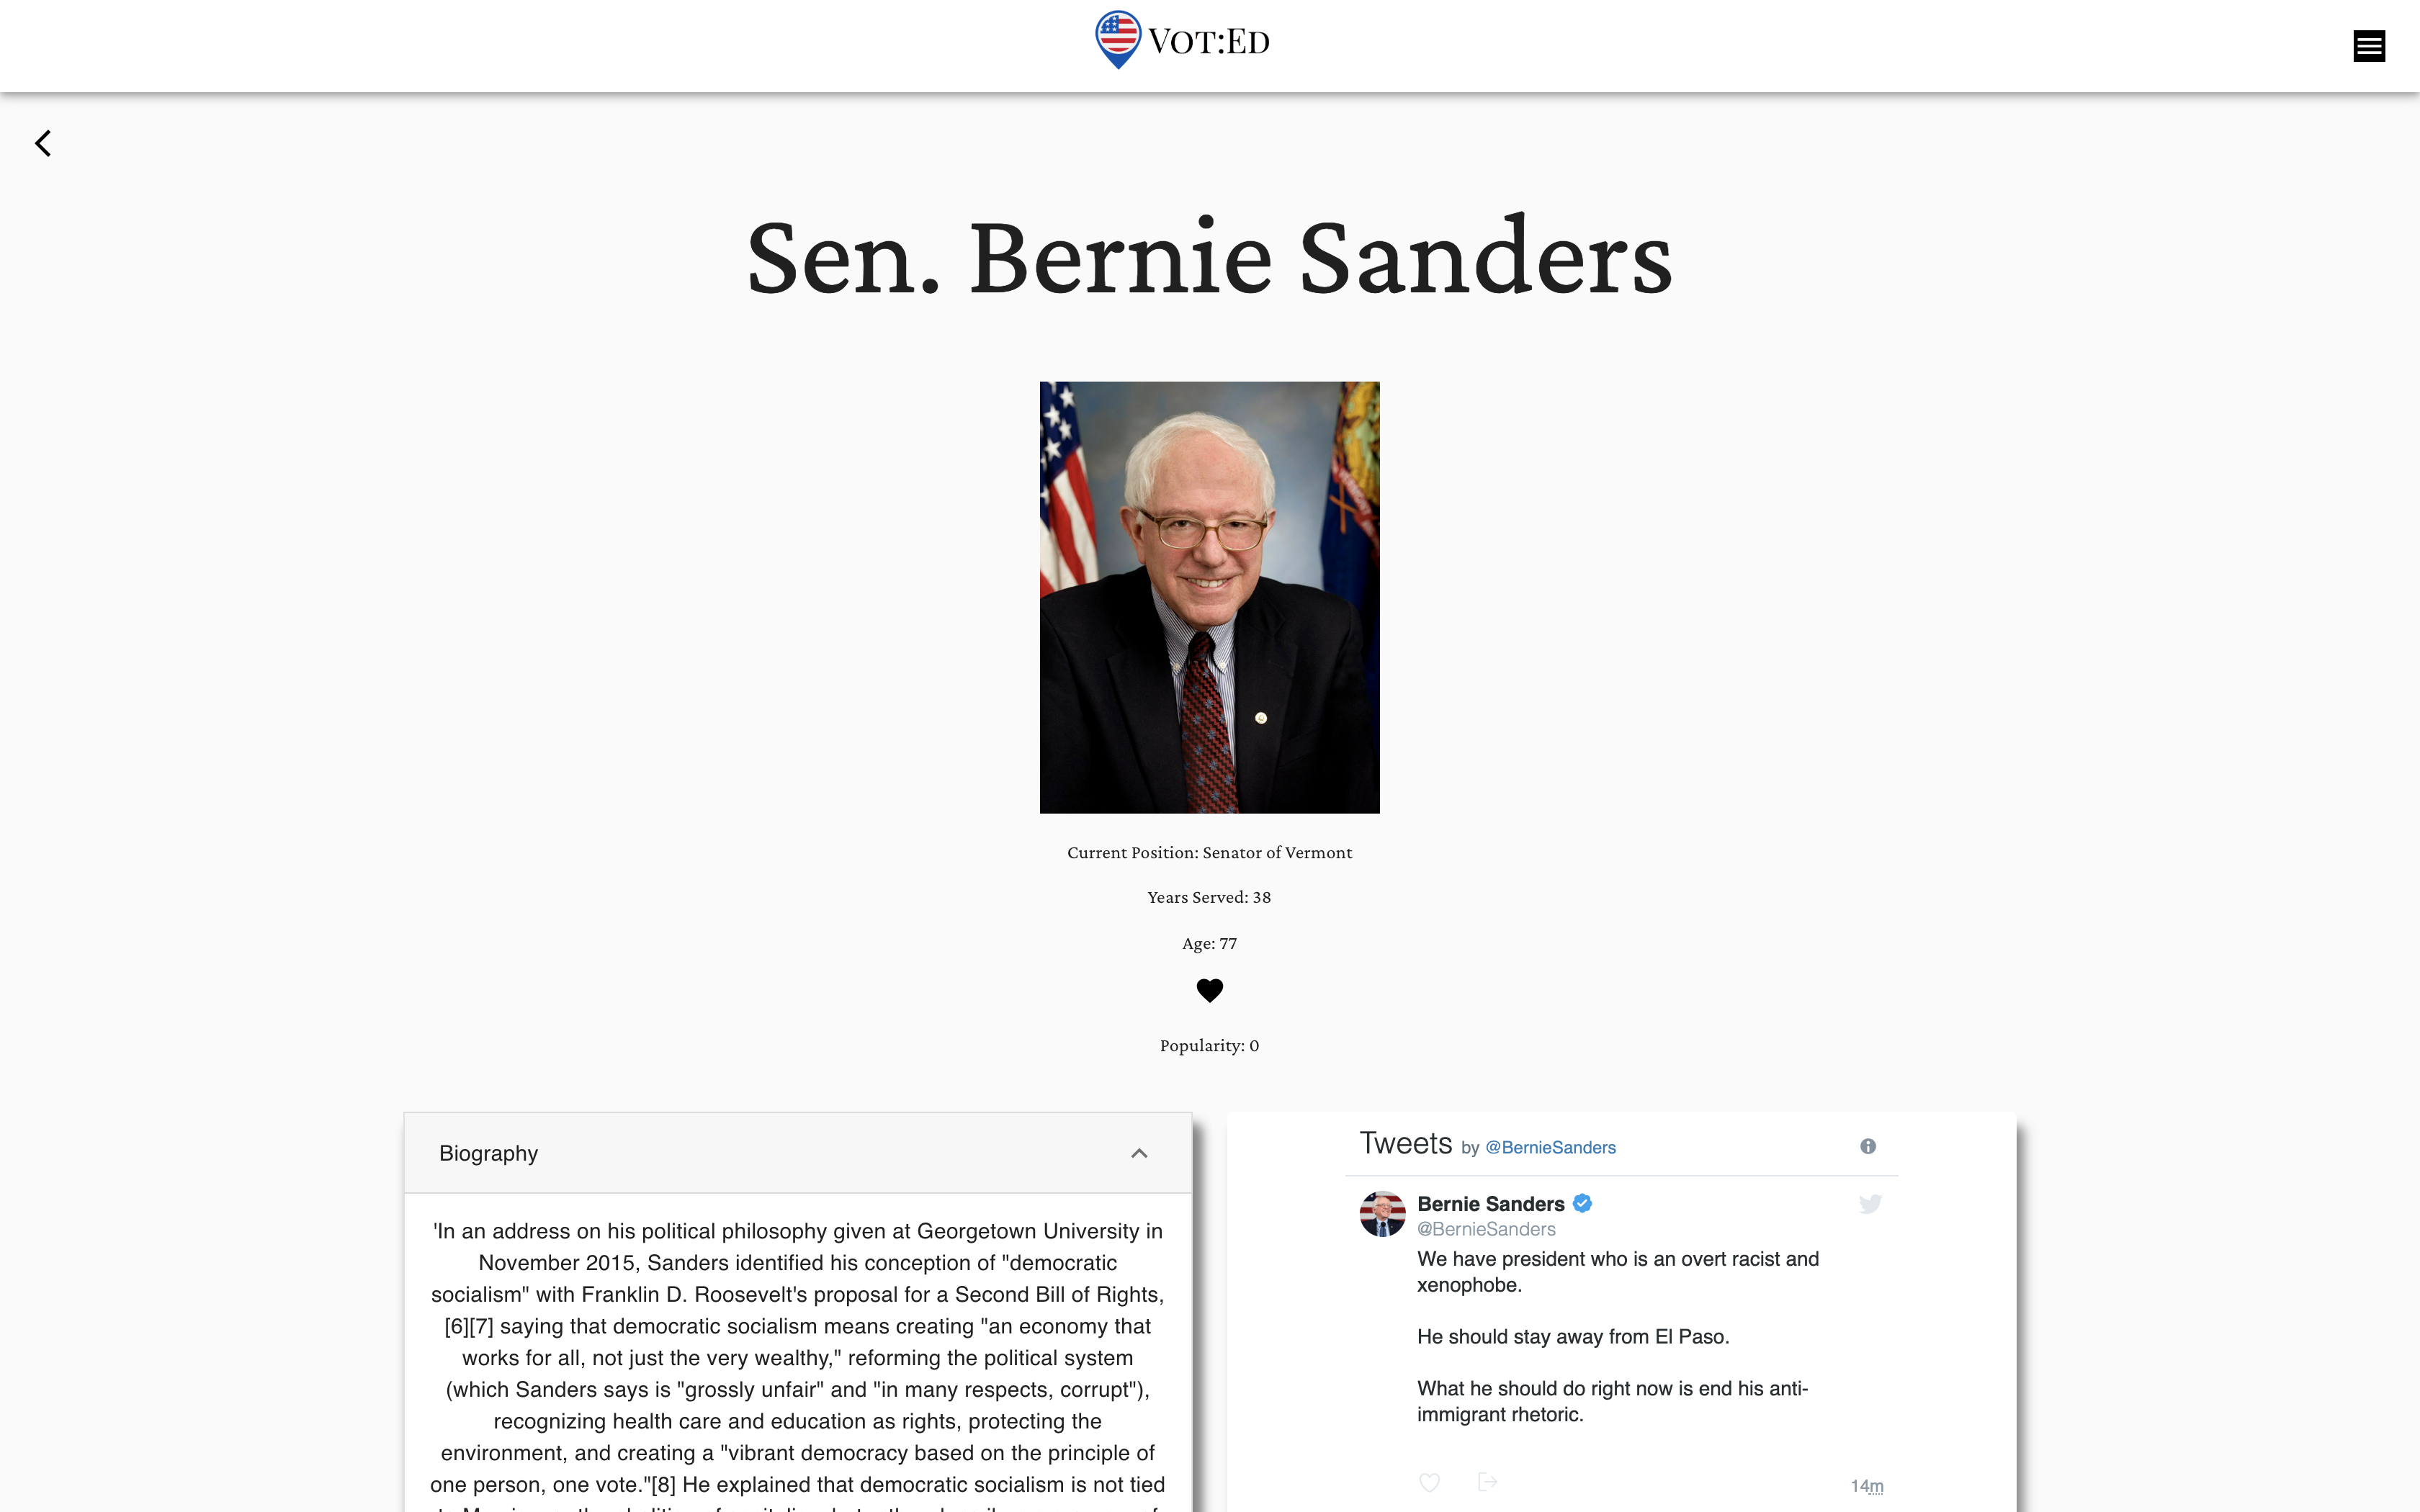 Vot:Ed
Sen. Bernie Sanders
Current Position: Senator of Vermont
Years Served: 38
Age: 77
Popularity: 0
Biography
'In an address on his political philosophy given at Georgetown University in
November 2015, Sanders identified his conception of "democratic
socialism" with Franklin D. Roosevelt's proposal for a Second Bill of Rights,
[6][7] saying that democratic socialism means creating "an economy that
works for all, not just the very wealthy," reforming the political system
(which Sanders says is "grossly unfair" and "in many respects, corrupt"),
recognizing health care and education as rights, protecting the
environment, and creating a "vibrant democracy based on the principle of
one person, one vote."[8] He explained that democratic socialism is not tied
Tweets by @BernieSanders
Bernie Sanders
@BernieSanders
We have president who is an overt racist and
xenophobe.
He should stay away from El Paso.
What he should do right now is end his anti-
immigrant rhetoric.
14m